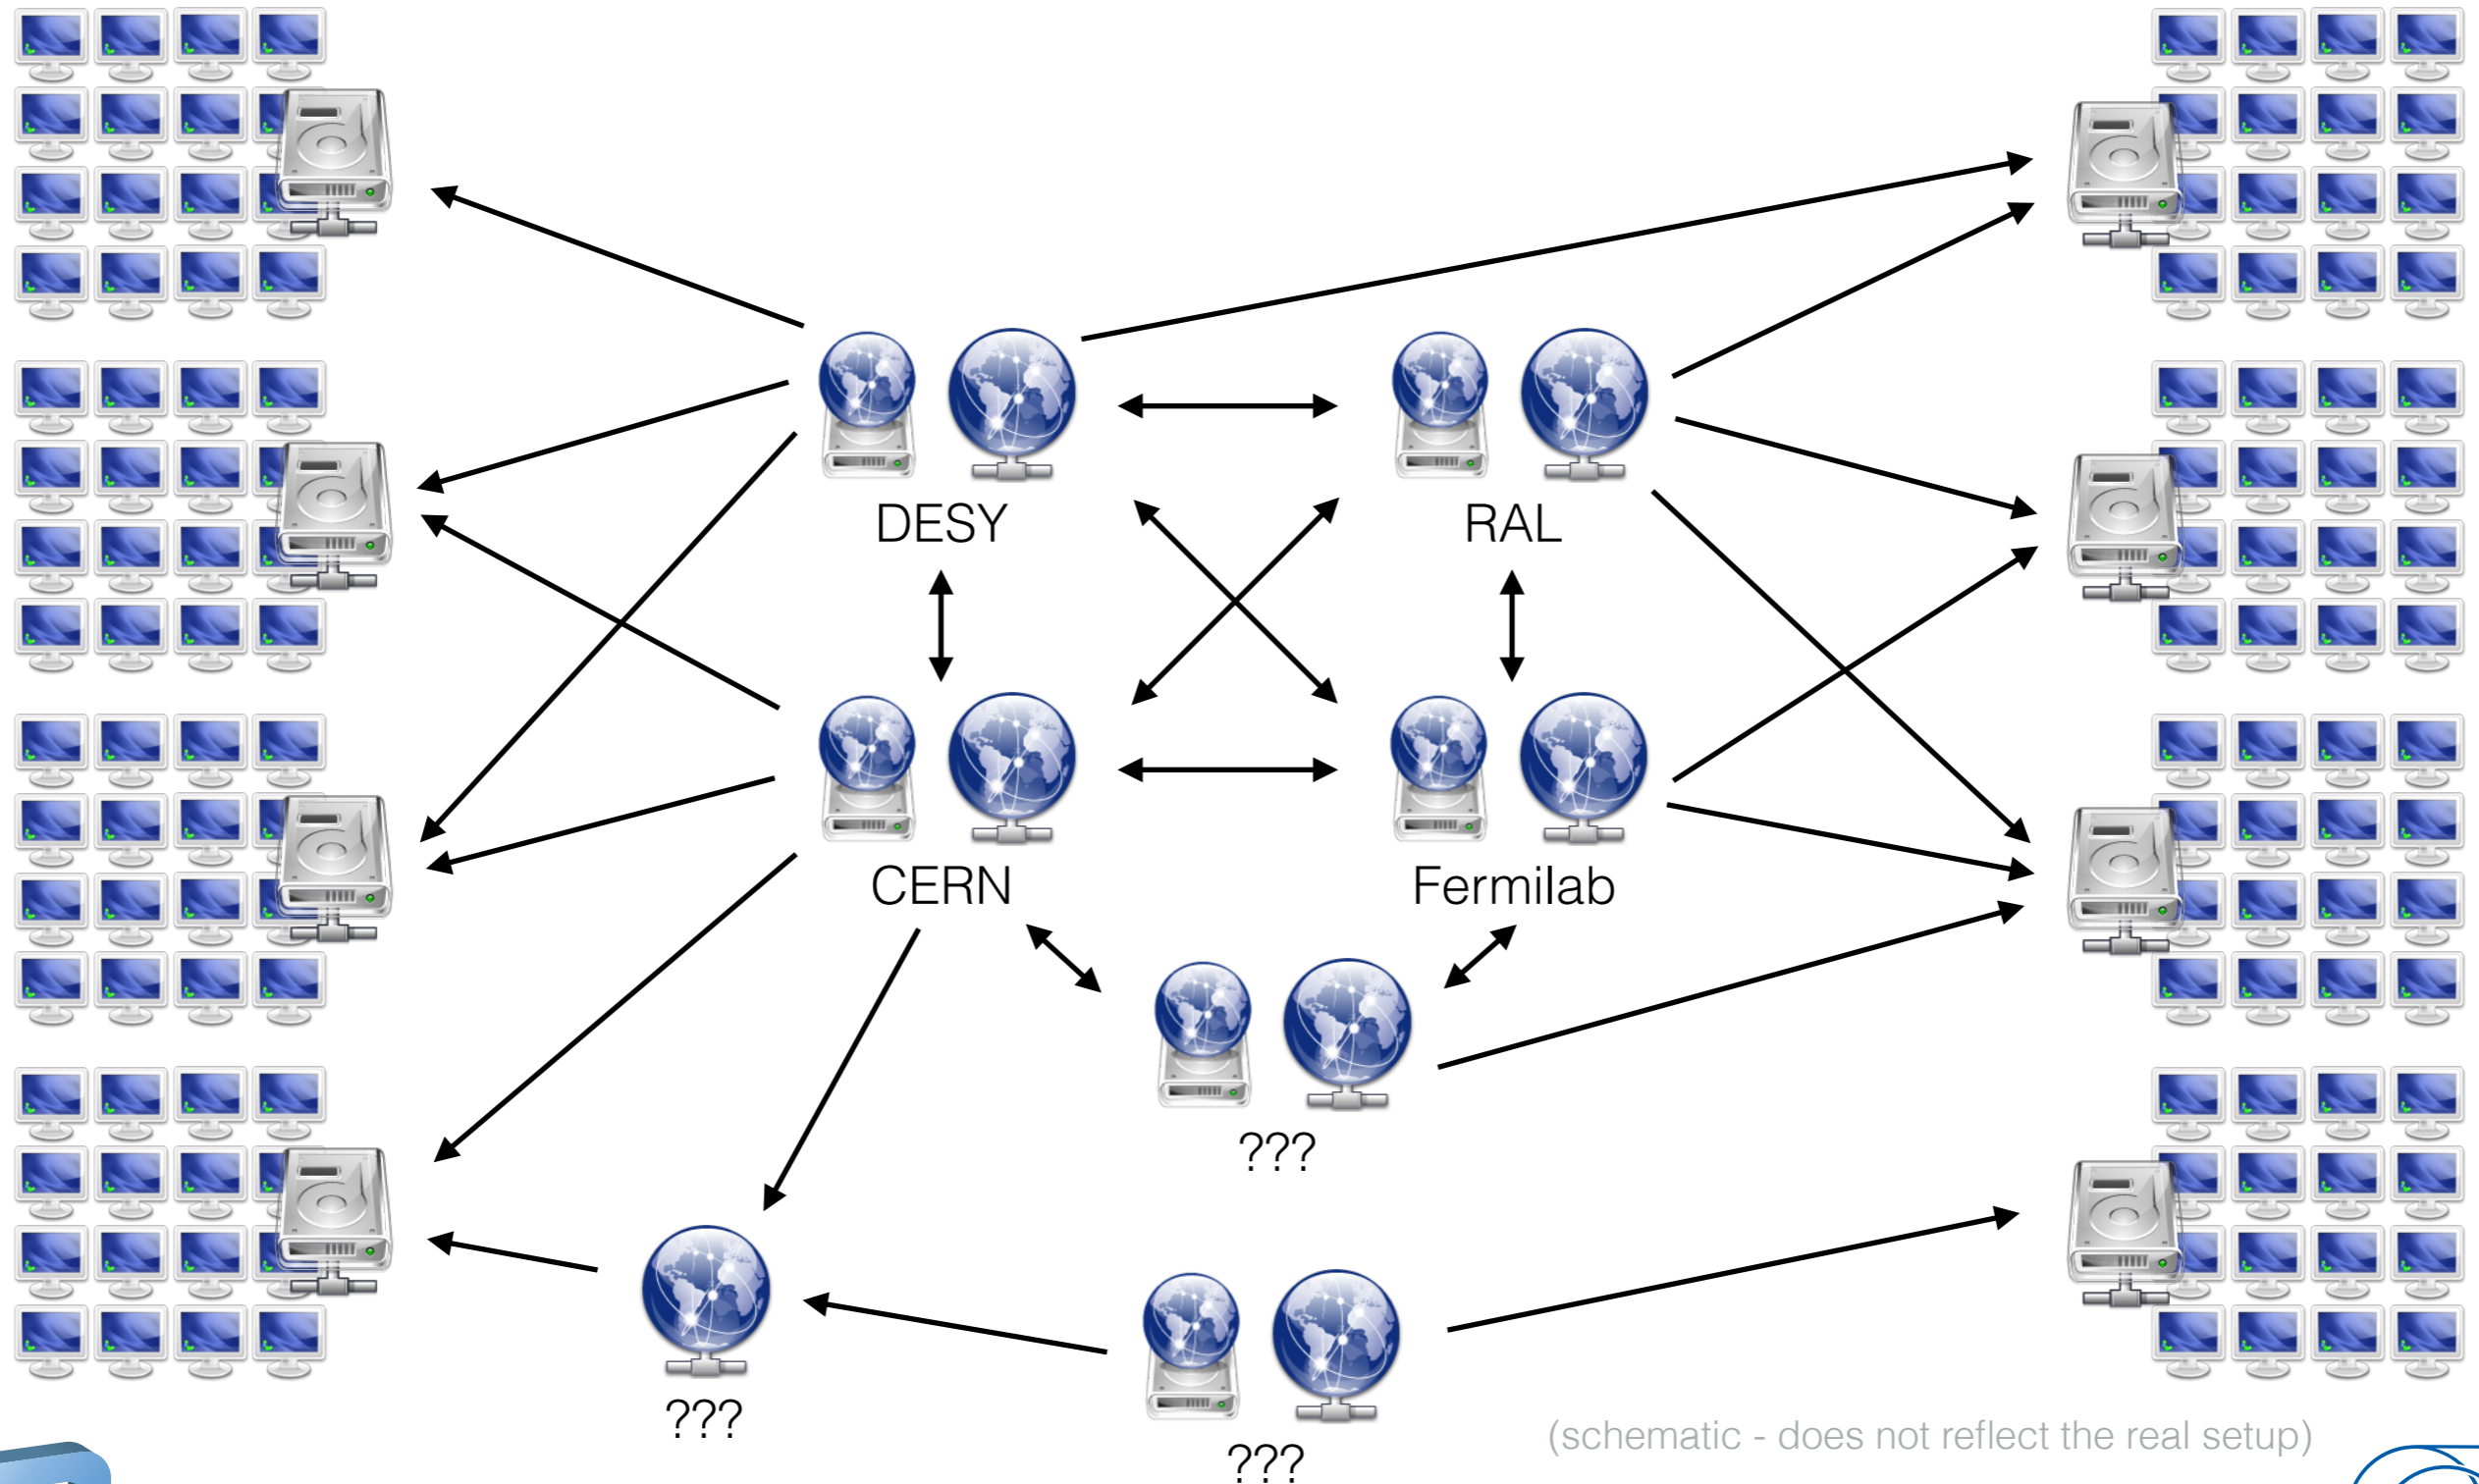 DESY
RAL
CERN
Fermilab
???
???
???
(schematic - does not reflect the real setup)